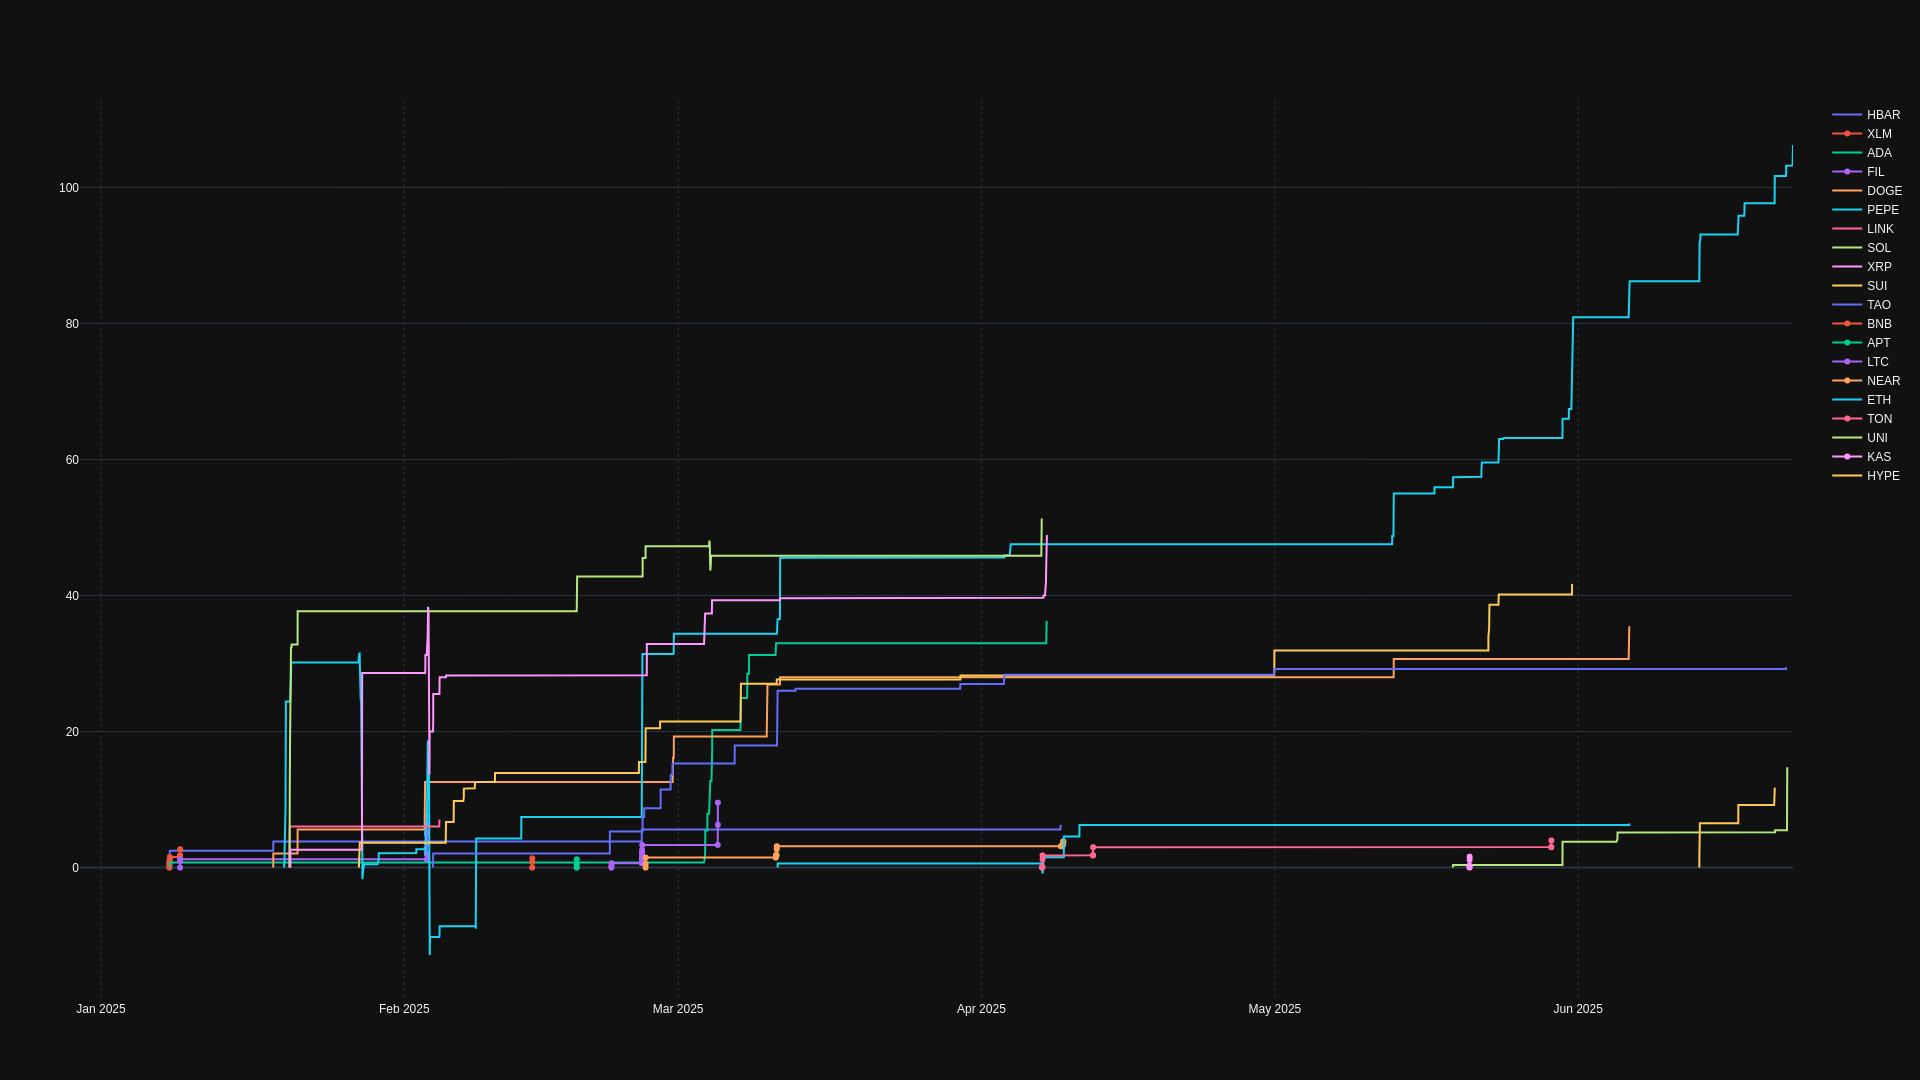 100
80
60
40
20
0
Jan 2025
Feb 2025
Mar 2025
Apr 2025
May 2025
Jun 2025
HBAR
XLM
ADA
FIL
DOGE
PEPE
LINK
SOL
XRP
SUI
TAO
BNB
APT
LTC
NEAR
ETH
TON
UNI
KAS
HYPE